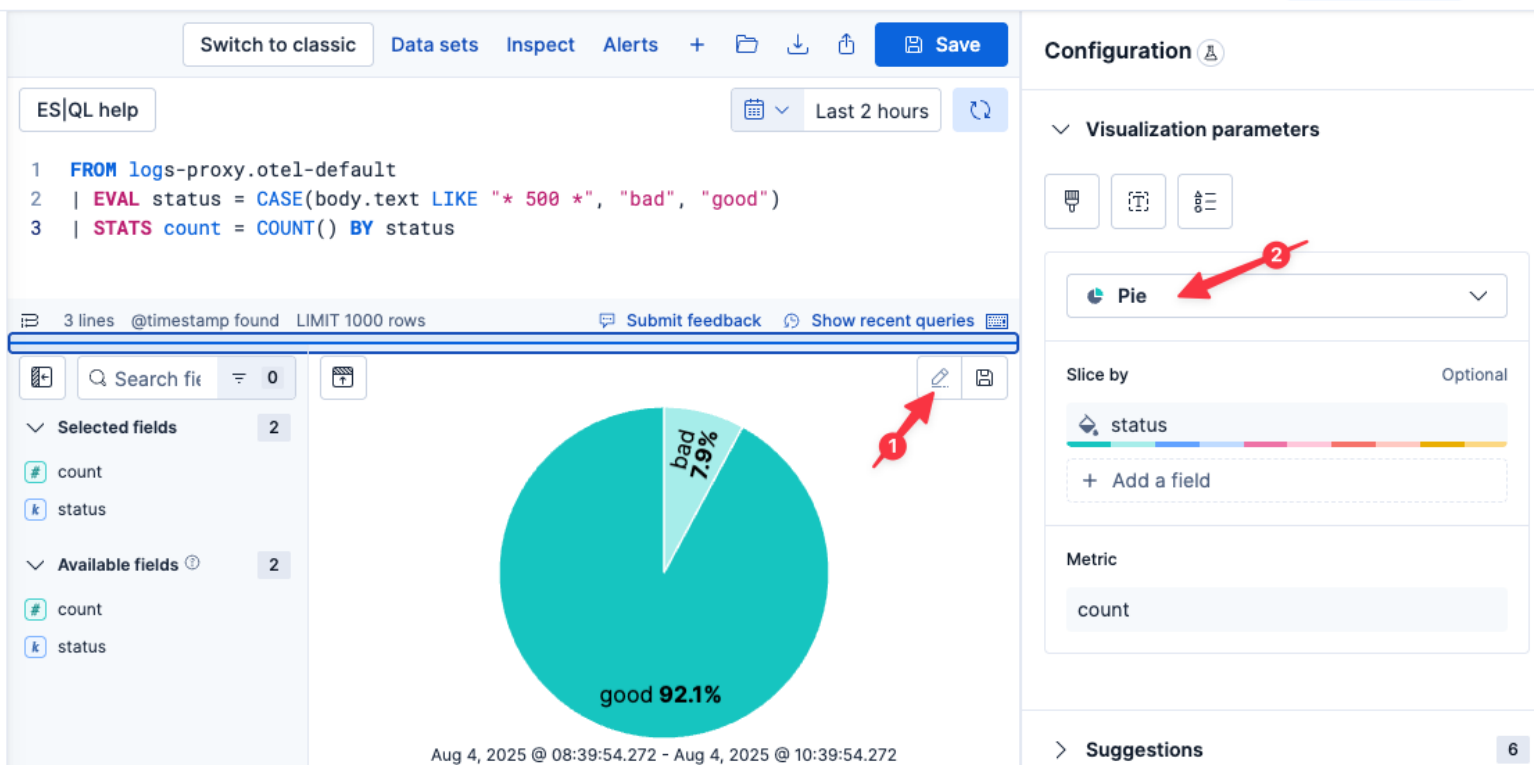 Switch to classic Data sets Inspect Alerts + Save
ES|QL help Last 2 hours
1 FROM logs-proxy.otel-default
2 | EVAL status = CASE(body.text LIKE "* 500 *", "bad", "good")
3 | STATS count = COUNT() BY status
3 lines @timestamp found LIMIT 1000 rows Submit feedback Show recent queries
Search fie 0
Selected fields 2
# count
k status
Available fields ? 2
# count
k status
1
bad
7.9%
good 92.1%
Aug 4, 2025 @ 08:39:54.272 - Aug 4, 2025 @ 10:39:54.272
Configuration
Visualization parameters
T
2
Pie
Slice by Optional
status
+ Add a field
Metric
count
Suggestions 6